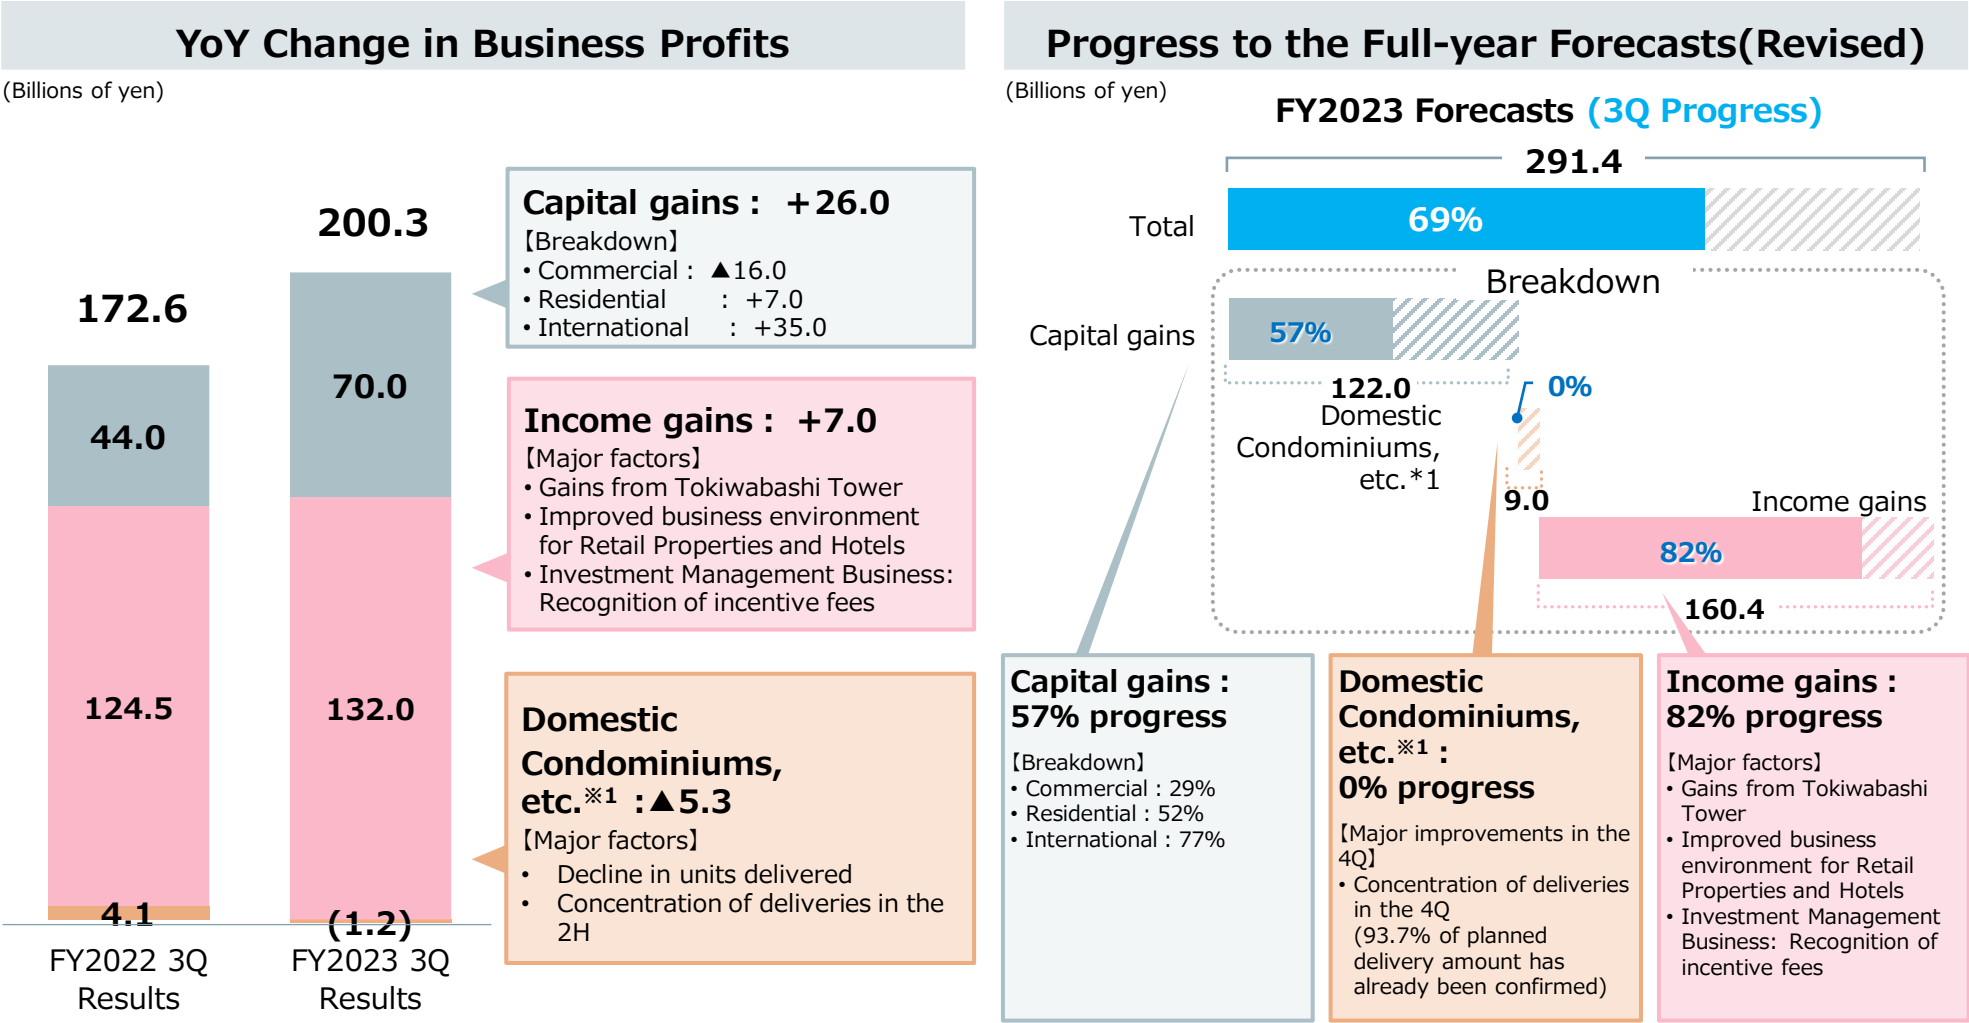 YoY Change in Business Profits
(Billions of yen)
172.6
44.0
124.5
4.1
FY2022 3Q
Results
200.3
70.0
132.0
(1.2)
FY2023 3Q
Results
Capital gains : +26.0
【Breakdown】
• Commercial : ▲16.0
• Residential : +7.0
• International : +35.0
Income gains : +7.0
【Major factors】
• Gains from Tokiwabashi Tower
• Improved business environment
for Retail Properties and Hotels
• Investment Management Business:
Recognition of incentive fees
Domestic
Condominiums,
etc.※1 :▲5.3
【Major factors】
• Decline in units delivered
• Concentration of deliveries in the
2H
Progress to the Full-year Forecasts(Revised)
(Billions of yen)
FY2023 Forecasts (3Q Progress)
291.4
Total
69%
Breakdown
Capital gains
57%
122.0
0%
Domestic
Condominiums,
etc.*1
9.0
Income gains
82%
160.4
Capital gains :
57% progress
【Breakdown】
• Commercial : 29%
• Residential : 52%
• International : 77%
Domestic
Condominiums,
etc.※1 :
0% progress
【Major improvements in the
4Q】
• Concentration of deliveries
in the 4Q
(93.7% of planned
delivery amount has
already been confirmed)
Income gains :
82% progress
【Major factors】
• Gains from Tokiwabashi
Tower
• Improved business
environment for Retail
Properties and Hotels
• Investment Management
Business: Recognition of
incentive fees